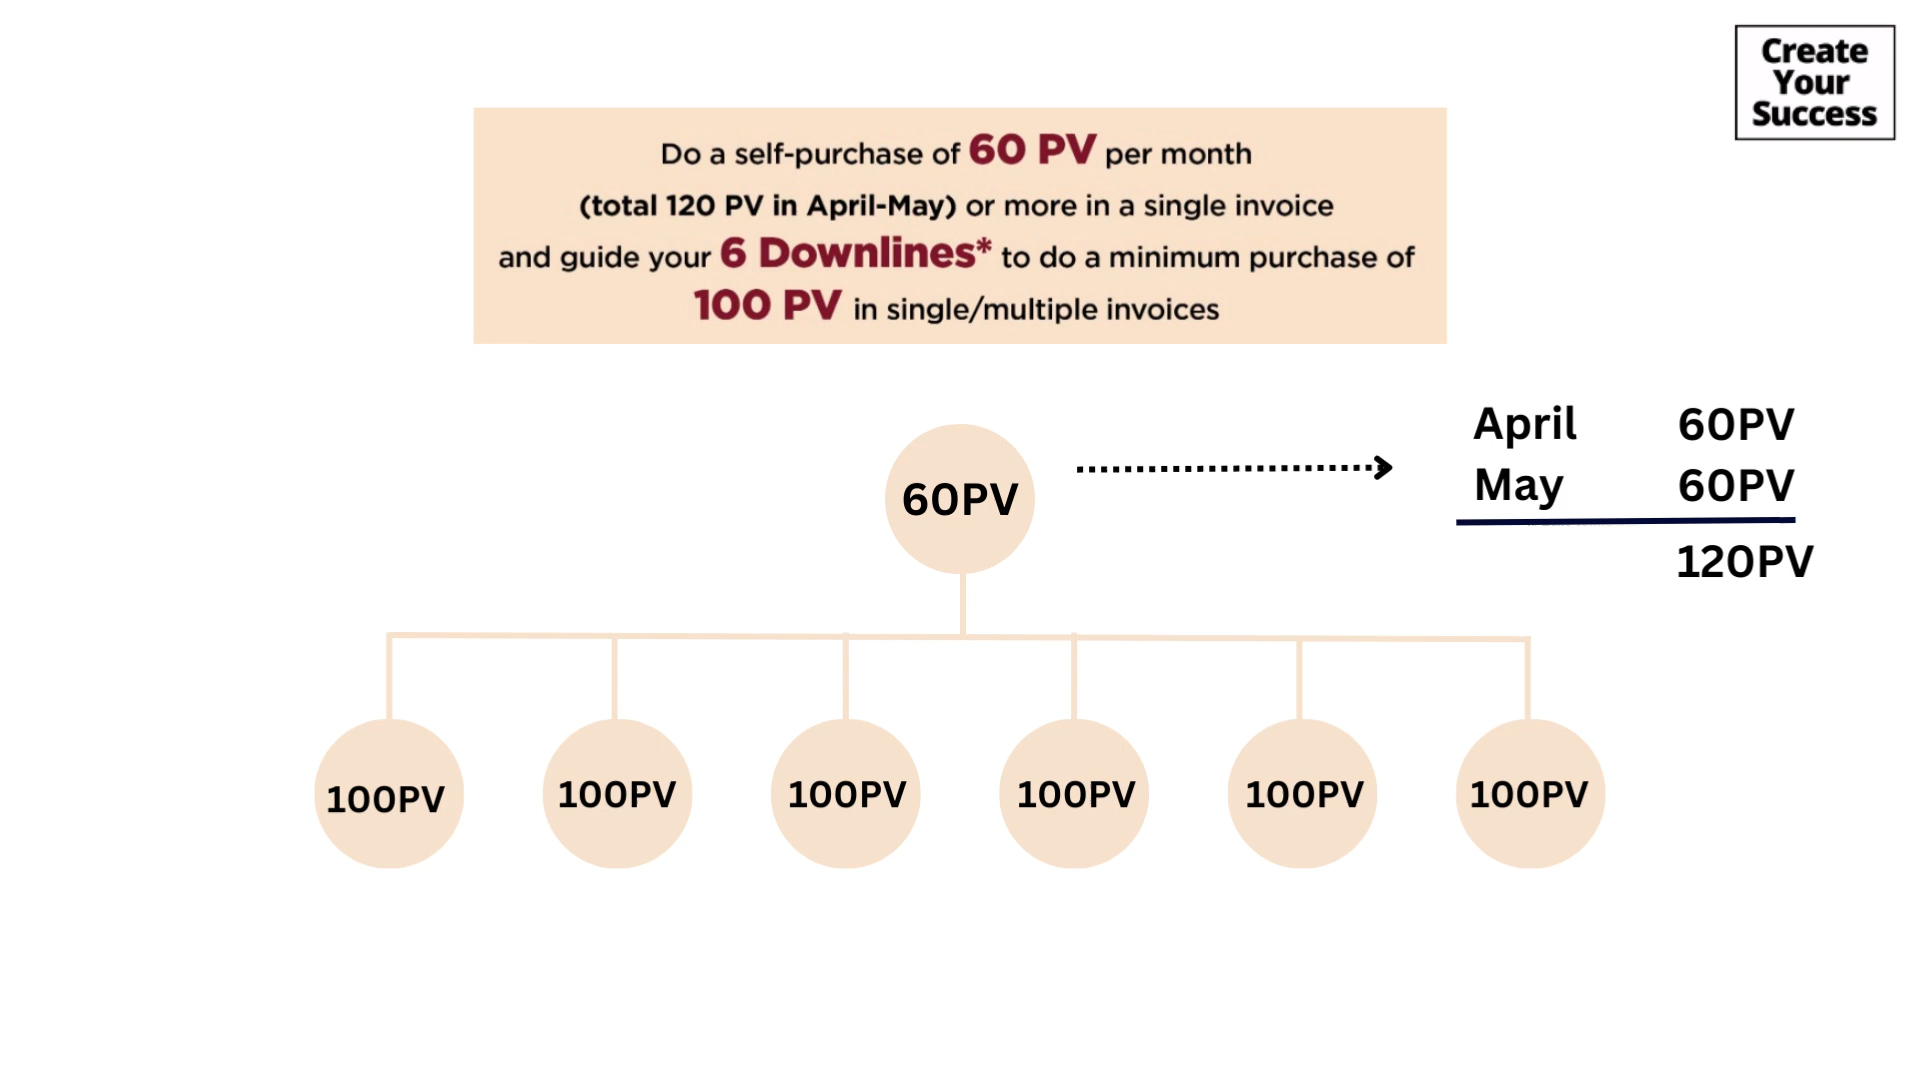 Create
Your
Success
Do a self-purchase of 60 PV per month
(total 120 PV in April-May) or more in a single invoice
and guide your 6 Downlines* to do a minimum purchase of
100 PV in single/multiple invoices
April 60PV
May 60PV
120PV
60PV
100PV 100PV 100PV 100PV 100PV 100PV